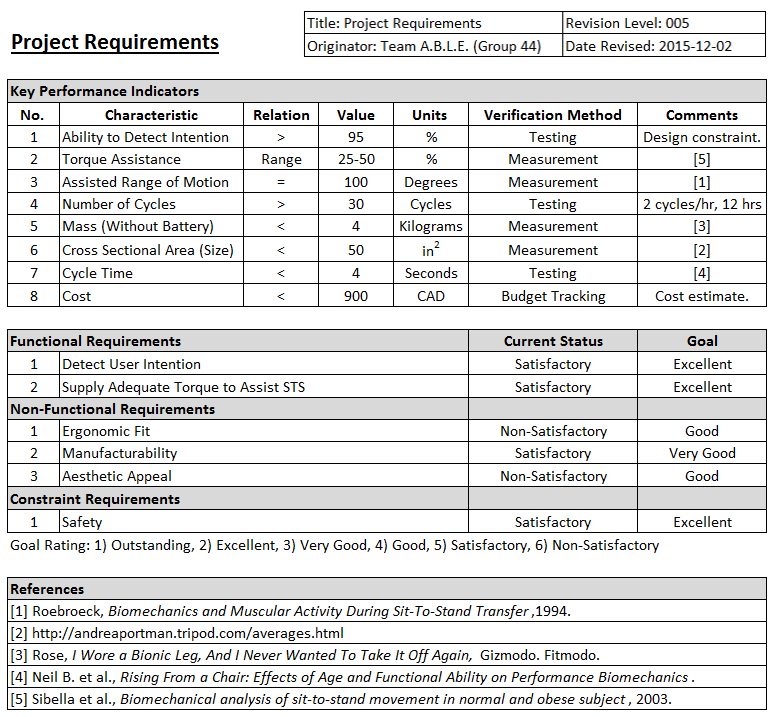 Project Requirements
Title: Project Requirements Revision Level: 005
Originator: Team A.B.L.E. (Group 44) Date Revised: 2015-12-02
Key Performance Indicators
No. Characteristic Relation Value Units Verification Method Comments
1 Ability to Detect Intention > 95 % Testing Design constraint.
2 Torque Assistance Range 25-50 % Measurement [5]
3 Assisted Range of Motion = 100 Degrees Measurement [1]
4 Number of Cycles > 30 Cycles Testing 2 cycles/hr, 12 hrs
5 Mass (Without Battery) < 4 Kilograms Measurement [3]
6 Cross Sectional Area (Size) < 50 in² Measurement [2]
7 Cycle Time < 4 Seconds Testing [4]
8 Cost < 900 CAD Budget Tracking Cost estimate.
Functional Requirements Current Status Goal
1 Detect User Intention Satisfactory Excellent
2 Supply Adequate Torque to Assist STS Satisfactory Excellent
Non-Functional Requirements
1 Ergonomic Fit Non-Satisfactory Good
2 Manufacturability Satisfactory Very Good
3 Aesthetic Appeal Non-Satisfactory Good
Constraint Requirements
1 Safety Satisfactory Excellent
Goal Rating: 1) Outstanding, 2) Excellent, 3) Very Good, 4) Good, 5) Satisfactory, 6) Non-Satisfactory
References
[1] Roebroeck, Biomechanics and Muscular Activity During Sit-To-Stand Transfer ,1994.
[2] http://andreaportman.tripod.com/averages.html
[3] Rose, I Wore a Bionic Leg, And I Never Wanted To Take It Off Again, Gizmodo. Fitmodo.
[4] Neil B. et al., Rising From a Chair: Effects of Age and Functional Ability on Performance Biomechanics .
[5] Sibella et al., Biomechanical analysis of sit-to-stand movement in normal and obese subject , 2003.